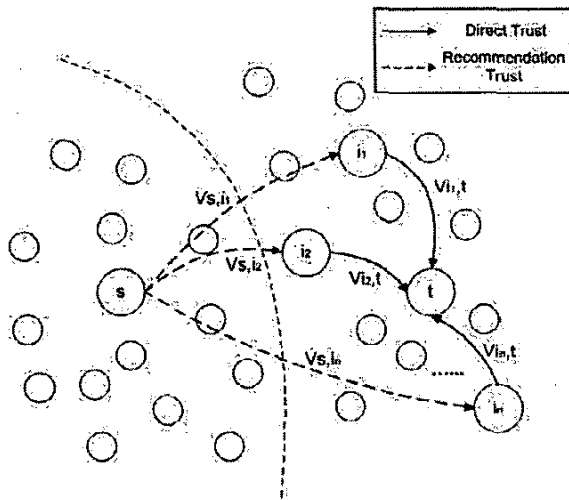 Direct Trust
Recommendation
Trust
i1
Vs,i1
Vi1,t
i2
Vs,i2
Vi2,t
s
t
Vs,in
Vin,t
......
in